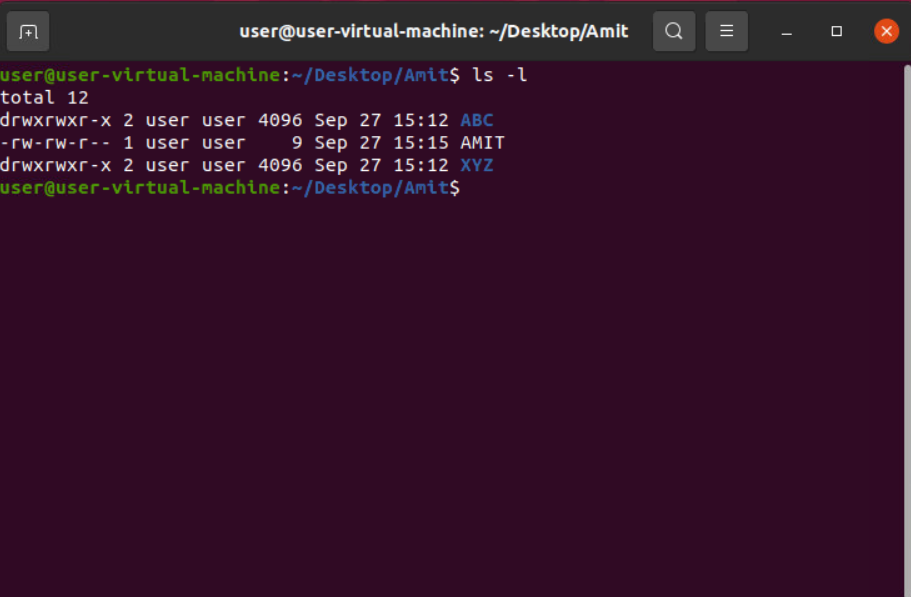 user@user-virtual-machine: ~/Desktop/Amit
user@user-virtual-machine:~/Desktop/Amit$ ls -l
total 12
drwxrwxr-x 2 user user 4096 Sep 27 15:12 ABC
-rw-rw-r-- 1 user user    9 Sep 27 15:15 AMIT
drwxrwxr-x 2 user user 4096 Sep 27 15:12 XYZ
user@user-virtual-machine:~/Desktop/Amit$